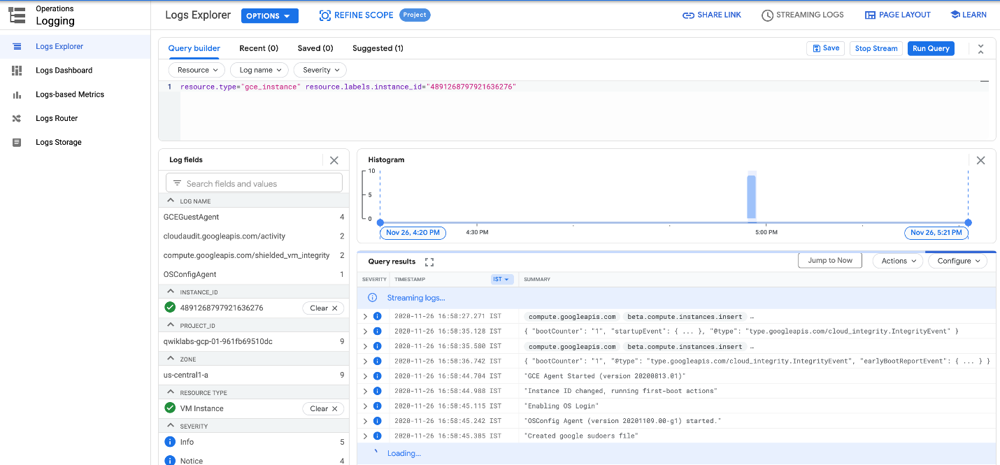 Operations
Logging
Logs Explorer
OPTIONS
REFINE SCOPE
Project
SHARE LINK
STREAMING LOGS
PAGE LAYOUT
LEARN
Logs Explorer
Logs Dashboard
Logs-based Metrics
Logs Router
Logs Storage
Query builder
Recent (0)
Saved (0)
Suggested (1)
Save
Stop Stream
Run Query
Resource
Log name
Severity
1 resource.type="gce_instance" resource.labels.instance_id="4891268797921636276"
Log fields
Search fields and values
LOG NAME
GCEGuestAgent 4
cloudaudit.googleapis.com/activity 2
compute.googleapis.com/shielded_vm_integrity 2
OSConfigAgent 1
INSTANCE_ID
4891268797921636276 Clear
PROJECT_ID
qwiklabs-gcp-01-961fb69510dc 9
ZONE
us-central1-a 9
RESOURCE TYPE
VM Instance Clear
SEVERITY
Info 5
Notice 4
Histogram
10
5
0
Nov 26, 4:20 PM
4:30 PM
5:00 PM
Nov 26, 5:21 PM
Query results
Jump to Now
Actions
Configure
SEVERITY TIMESTAMP IST SUMMARY
Streaming logs...
2020-11-26 16:58:27.271 IST compute.googleapis.com beta.compute.instances.insert …
2020-11-26 16:58:35.128 IST { "bootCounter": "1", "startupEvent": { ... }, "@type": "type.googleapis.com/cloud_integrity.IntegrityEvent" }
2020-11-26 16:58:35.580 IST compute.googleapis.com beta.compute.instances.insert …
2020-11-26 16:58:36.742 IST { "bootCounter": "1", "@type": "type.googleapis.com/cloud_integrity.IntegrityEvent", "earlyBootReportEvent": { ... } }
2020-11-26 16:58:44.704 IST "GCE Agent Started (version 20200813.01)"
2020-11-26 16:58:44.988 IST "Instance ID changed, running first-boot actions"
2020-11-26 16:58:45.115 IST "Enabling OS Login"
2020-11-26 16:58:45.242 IST "OSConfig Agent (version 20201109.00-g1) started."
2020-11-26 16:58:45.385 IST "Created google sudoers file"
Loading...